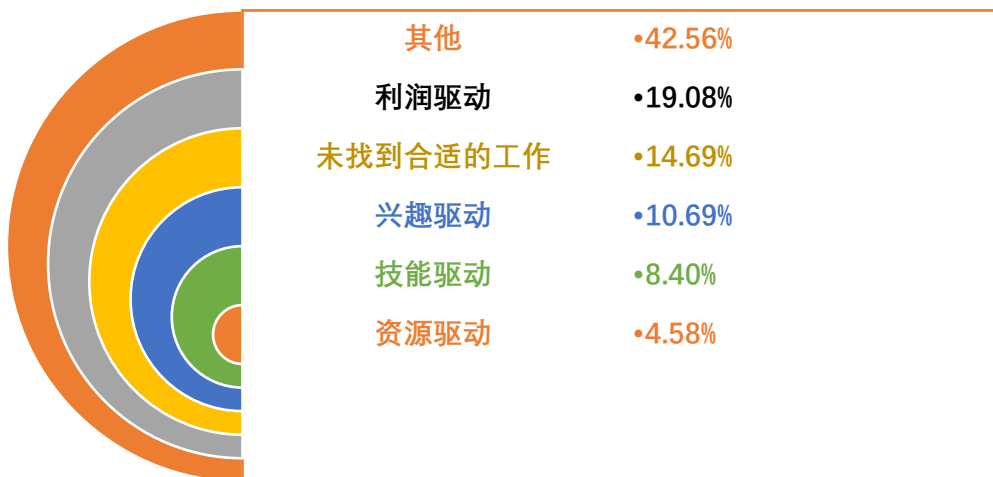 其他 •42.56%
利润驱动 •19.08%
未找到合适的工作 •14.69%
兴趣驱动 •10.69%
技能驱动 •8.40%
资源驱动 •4.58%